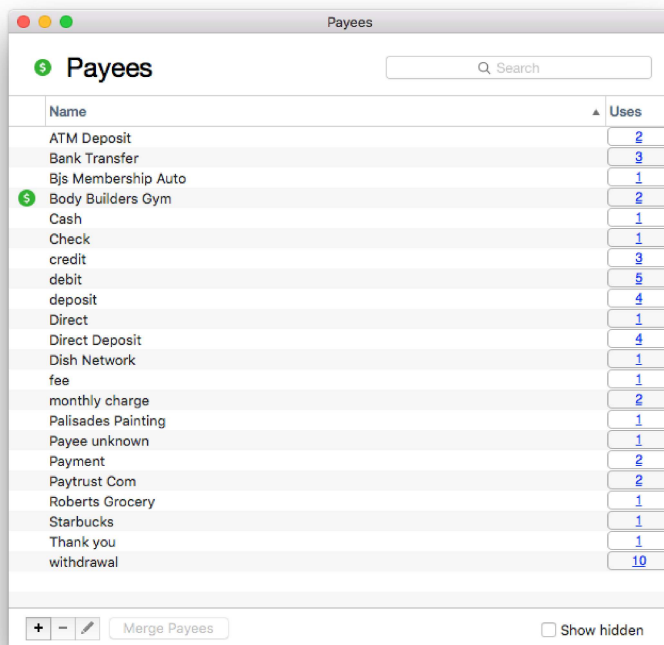 Payees
$ Payees
Search
Name Uses
ATM Deposit 2
Bank Transfer 3
Bjs Membership Auto 1
$ Body Builders Gym 2
Cash 1
Check 1
credit 3
debit 5
deposit 4
Direct 1
Direct Deposit 4
Dish Network 1
fee 1
monthly charge 2
Palisades Painting 1
Payee unknown 1
Payment 2
Paytrust Com 2
Roberts Grocery 1
Starbucks 1
Thank you 1
withdrawal 10
+ − Merge Payees Show hidden